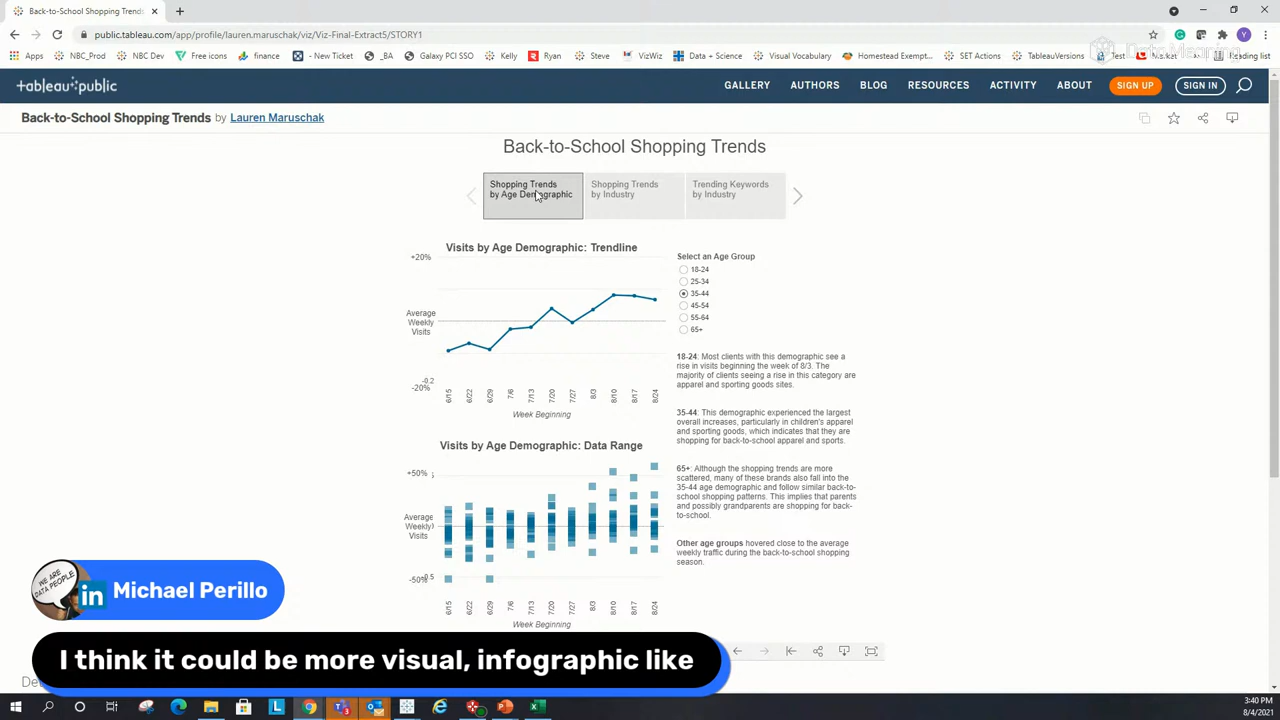 Back-to-School Shopping Trends
public.tableau.com/app/profile/lauren.maruschak/viz/Viz-Final-Extract5/STORY1
Apps NBC_Prod NBC Dev Free icons finance - New Ticket _BA Galaxy PCI SSO Kelly Ryan Steve VizWiz Data + Science Visual Vocabulary Homestead Exempt... SET Actions TableauVersions Reading list
tableau public
GALLERY AUTHORS BLOG RESOURCES ACTIVITY ABOUT SIGN UP SIGN IN
Back-to-School Shopping Trends by Lauren Maruschak
Back-to-School Shopping Trends
Shopping Trends
by Age Demographic
Shopping Trends
by Industry
Trending Keywords
by Industry
Visits by Age Demographic: Trendline
+20%
Average
Weekly
Visits
-0.2
-20%
6/15 6/22 6/29 7/6 7/13 7/20 7/27 8/3 8/10 8/17 8/24
Week Beginning
Select an Age Group
18-24
25-34
35-44
45-54
55-64
65+
18-24: Most clients with this demographic see a
rise in visits beginning the week of 8/3. The
majority of clients seeing a rise in this category are
apparel and sporting goods sites.
35-44: This demographic experienced the largest
overall increases, particularly in children's apparel
and sporting goods, which indicates that they are
shopping for back-to-school apparel and sports.
65+: Although the shopping trends are more
scattered, many of these brands also fall into the
35-44 age demographic and follow similar back-to-
school shopping patterns. This implies that parents
and possibly grandparents are shopping for back-
to-school.
Other age groups hovered close to the average
weekly traffic during the back-to-school shopping
season.
Visits by Age Demographic: Data Range
+50%
Average
Weekly
Visits
-50%
6/15 6/22 6/29 7/6 7/13 7/20 7/27 8/3 8/10 8/17 8/24
Week Beginning
WE ARE
DATA PEOPLE
in
Michael Perillo
I think it could be more visual, infographic like
3:40 PM
8/4/2021